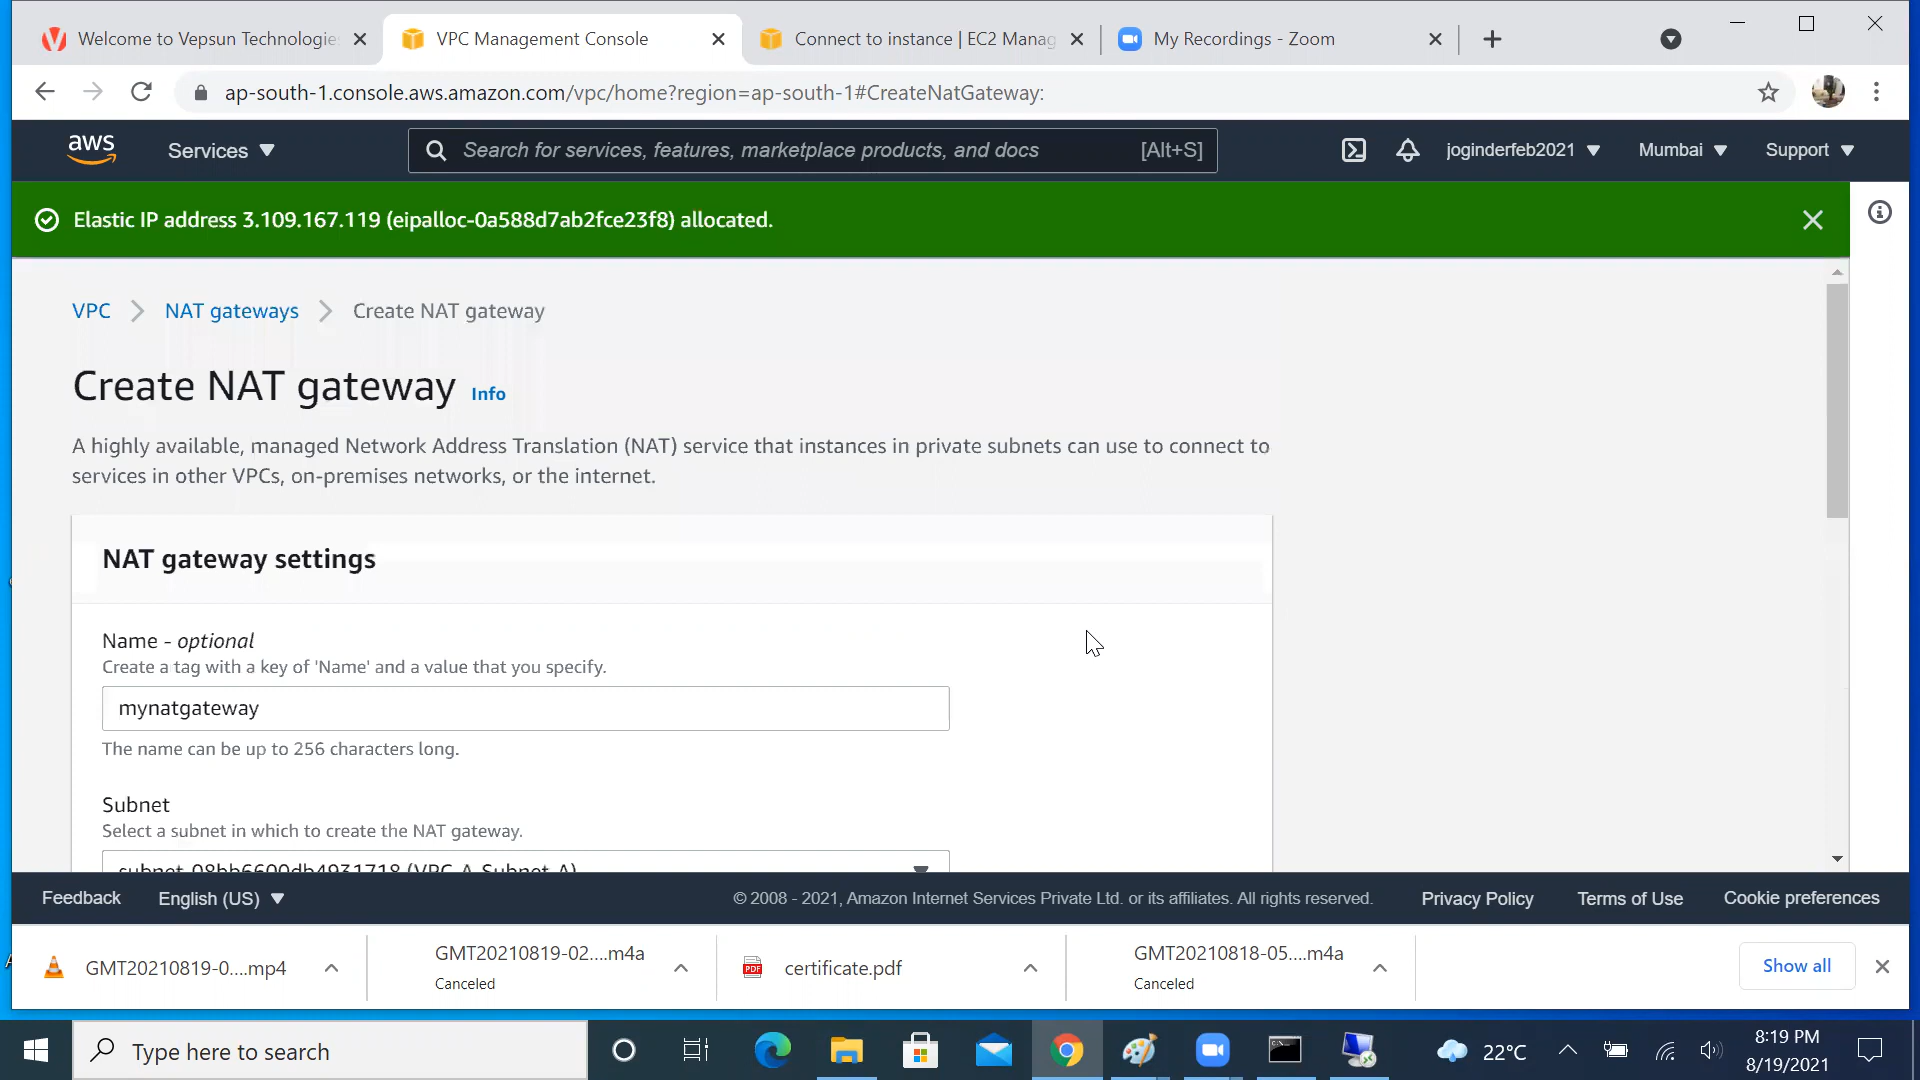 Welcome to Vepsun Technologies
VPC Management Console
Connect to instance | EC2 Manag
My Recordings - Zoom
ap-south-1.console.aws.amazon.com/vpc/home?region=ap-south-1#CreateNatGateway:
aws
Services
Search for services, features, marketplace products, and docs
[Alt+S]
joginderfeb2021
Mumbai
Support
Elastic IP address 3.109.167.119 (eipalloc-0a588d7ab2fce23f8) allocated.
VPC
NAT gateways
Create NAT gateway
Create NAT gateway Info
A highly available, managed Network Address Translation (NAT) service that instances in private subnets can use to connect to
services in other VPCs, on-premises networks, or the internet.
NAT gateway settings
Name - optional
Create a tag with a key of 'Name' and a value that you specify.
mynatgateway
The name can be up to 256 characters long.
Subnet
Select a subnet in which to create the NAT gateway.
subnet-08bb6600db4931718 (VPC-A-Subnet-A)
Feedback
English (US)
© 2008 - 2021, Amazon Internet Services Private Ltd. or its affiliates. All rights reserved.
Privacy Policy
Terms of Use
Cookie preferences
GMT20210819-0....mp4
GMT20210819-02....m4a
Canceled
certificate.pdf
GMT20210818-05....m4a
Canceled
Show all
Type here to search
22°C
8:19 PM
8/19/2021